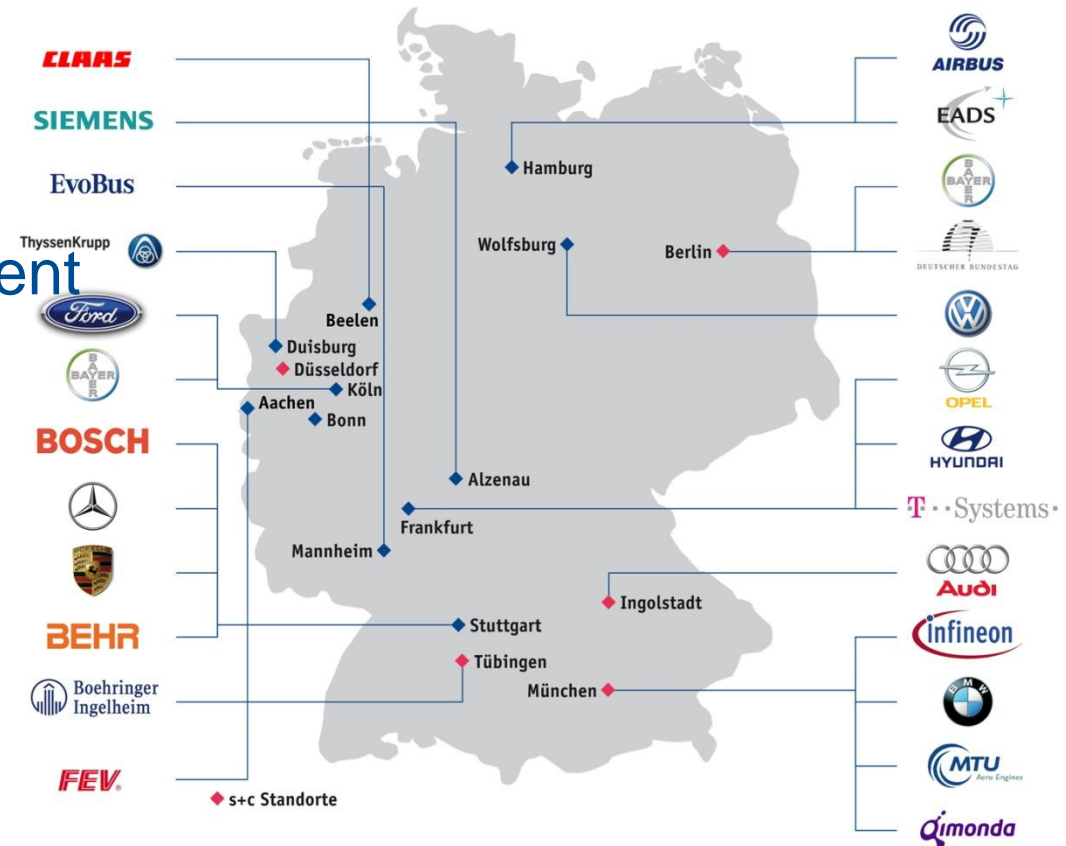 CLAAS
SIEMENS
EvoBus
ThyssenKrupp
ent
Ford
BAYER
BAYER
BOSCH
BEHR
Boehringer
Ingelheim
FEV
s+c Standorte
Hamburg
Wolfsburg
Berlin
Beelen
Duisburg
Düsseldorf
Köln
Aachen
Bonn
Alzenau
Frankfurt
Mannheim
Ingolstadt
Stuttgart
Tübingen
München
AIRBUS
EADS
BAYER
BAYER
DEUTSCHER BUNDESTAG
OPEL
HYUNDAI
T··Systems·
Audi
infineon
BMW
MTU
Aero Engines
Qimonda